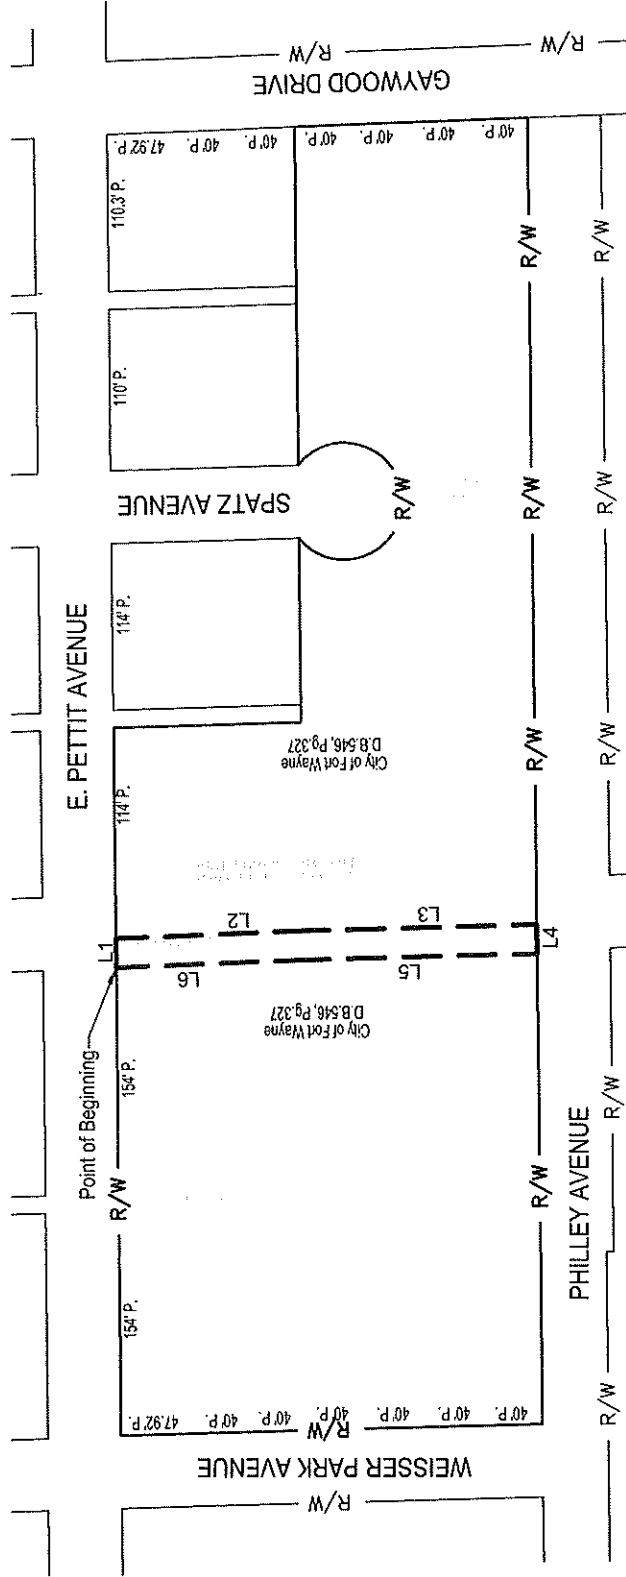 R/W
R/W
GAYWOOD DRIVE
47.92' P.
40' P.
40' P.
40' P.
40' P.
40' P.
40' P.
110.3' P.
R/W
R/W
110' P.
SPATZ AVENUE
R/W
R/W
R/W
E. PETTIT AVENUE
114' P.
114' P.
City of Fort Wayne
D.B.546, Pg.327
R/W
R/W
L1
L2
L3
L4
L5
L6
City of Fort Wayne
D.B.546, Pg.327
Point of Beginning
154' P.
R/W
R/W
R/W
PHILLEY AVENUE
154' P.
R/W
47.92' P.
40' P.
40' P.
40' P.
40' P.
40' P.
40' P.
R/W
WEISSER PARK AVENUE
R/W